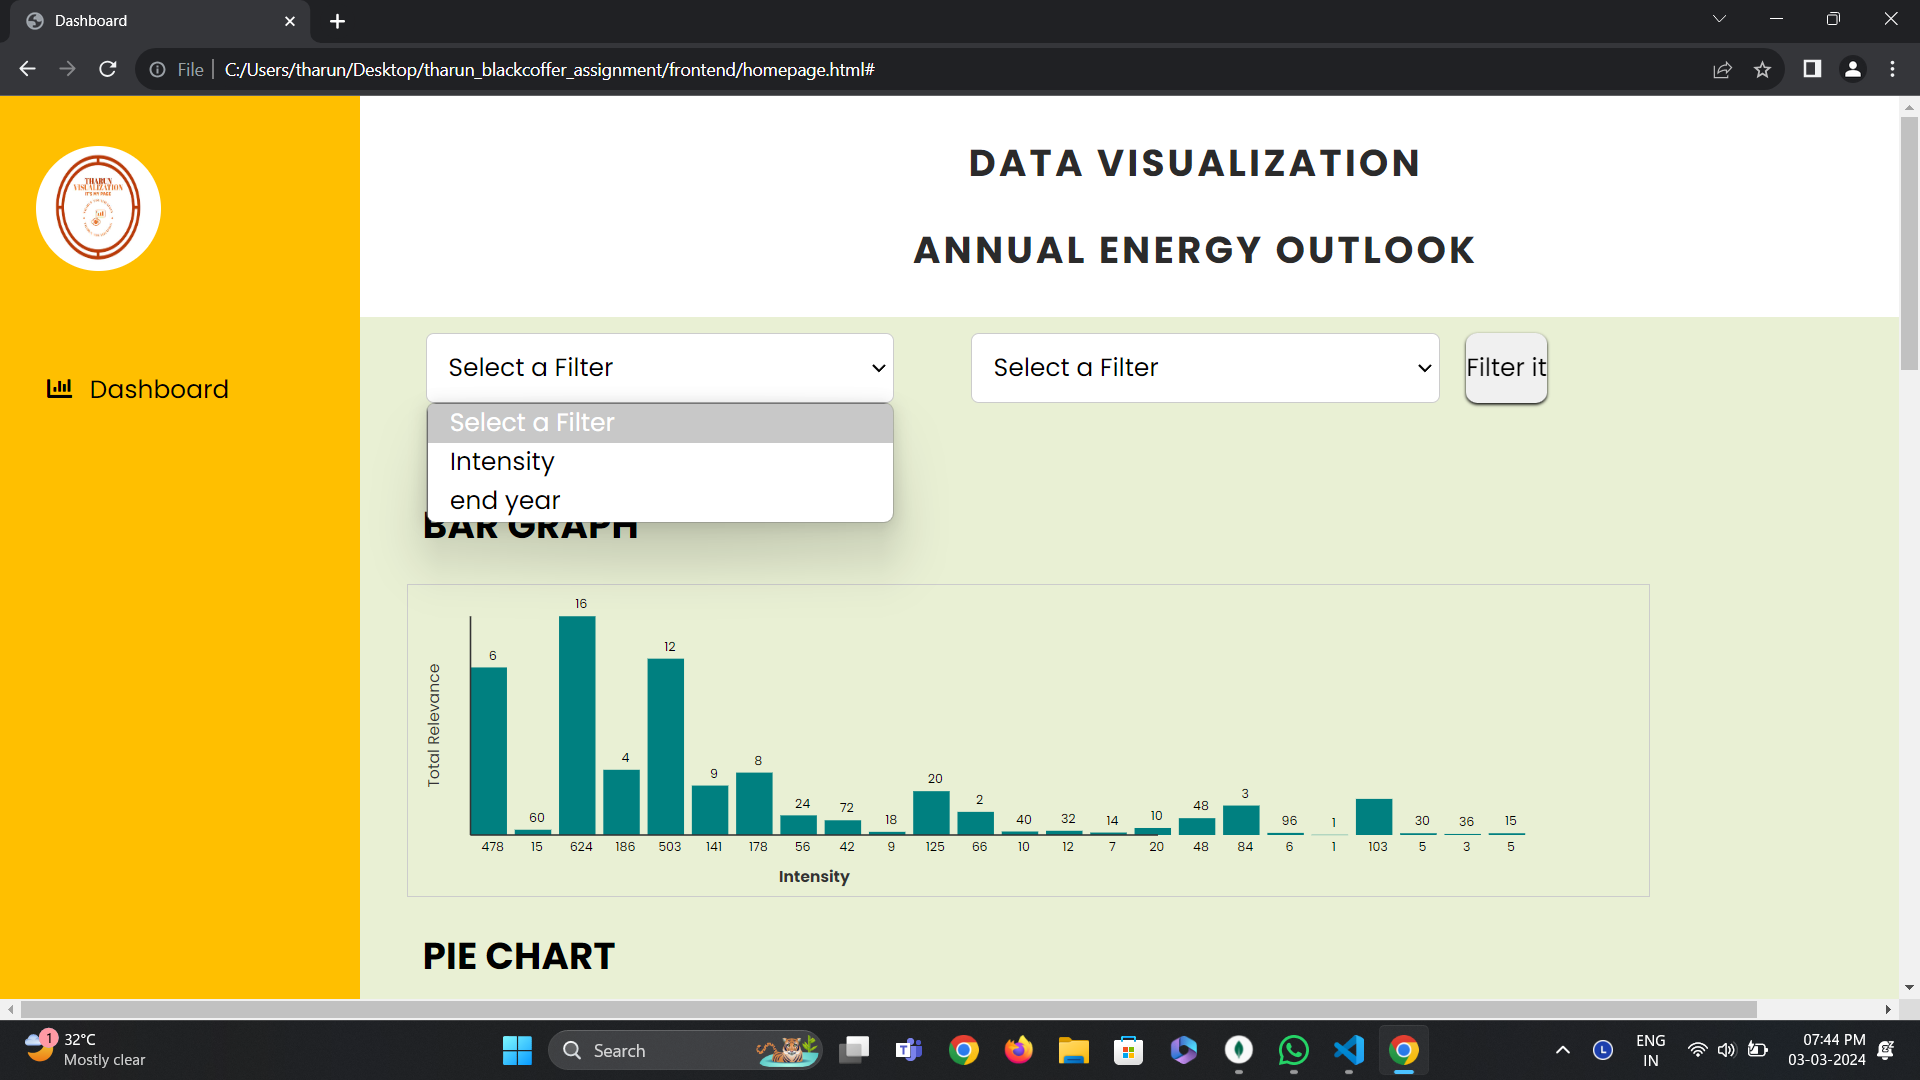 Dashboard
File
C:/Users/tharun/Desktop/tharun_blackcoffer_assignment/frontend/homepage.html#
THARUN
VISUALIZATION
DATA VISUALIZATION
ANNUAL ENERGY OUTLOOK
Dashboard
Select a Filter
Select a Filter
Filter it
Select a Filter
Intensity
end year
BAR GRAPH
Total Relevance
6 60 16 4 12 9 8 24 72 18 20 2 40 32 14 10 48 3 96 1 30 36 15
478 15 624 186 503 141 178 56 42 9 125 66 10 12 7 20 48 84 6 1 103 5 3 5
Intensity
PIE CHART
1
32°C
Mostly clear
Search
ENG
IN
07:44 PM
03-03-2024